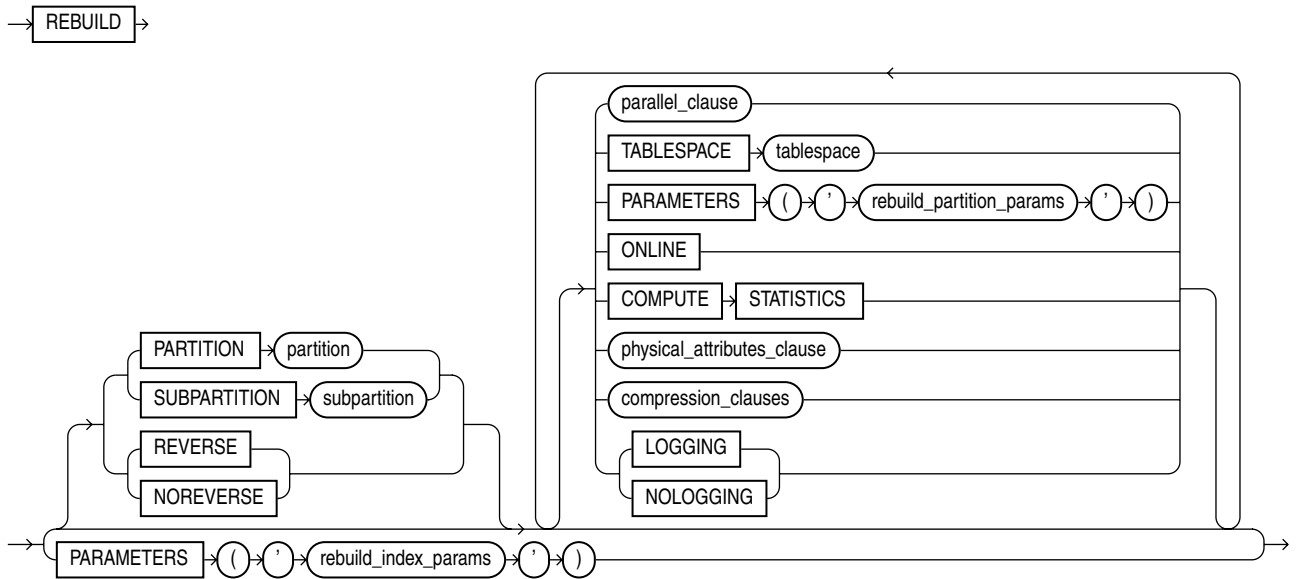 REBUILD
parallel_clause
TABLESPACE tablespace
PARAMETERS ( ' rebuild_partition_params ' )
ONLINE
COMPUTE STATISTICS
PARTITION partition
physical_attributes_clause
SUBPARTITION subpartition
compression_clauses
REVERSE
LOGGING
NOREVERSE
NOLOGGING
PARAMETERS ( ' rebuild_index_params ' )